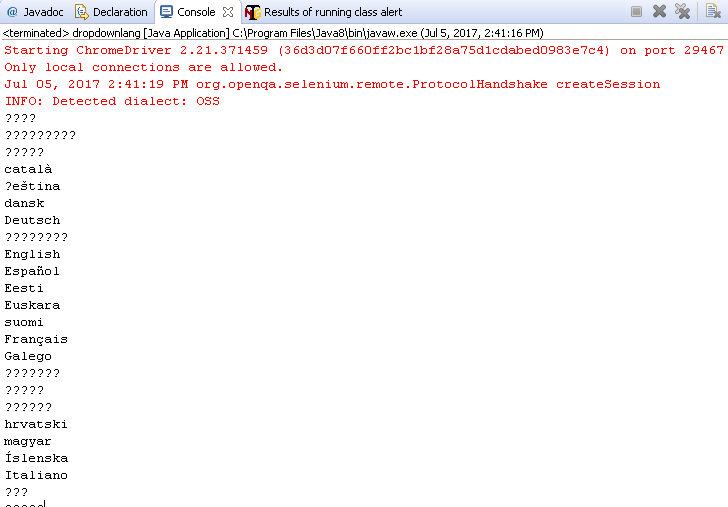 Javadoc Declaration Console Results of running class alert
<terminated> dropdownlang [Java Application] C:\Program Files\Java8\bin\javaw.exe (Jul 5, 2017, 2:41:16 PM)
Starting ChromeDriver 2.21.371459 (36d3d07f660ff2bc1bf28a75d1cdabed0983e7c4) on port 29467
Only local connections are allowed.
Jul 05, 2017 2:41:19 PM org.openqa.selenium.remote.ProtocolHandshake createSession
INFO: Detected dialect: OSS
????
?????????
?????
català
?eština
dansk
Deutsch
????????
English
Español
Eesti
Euskara
suomi
Français
Galego
???????
?????
??????
hrvatski
magyar
Íslenska
Italiano
???